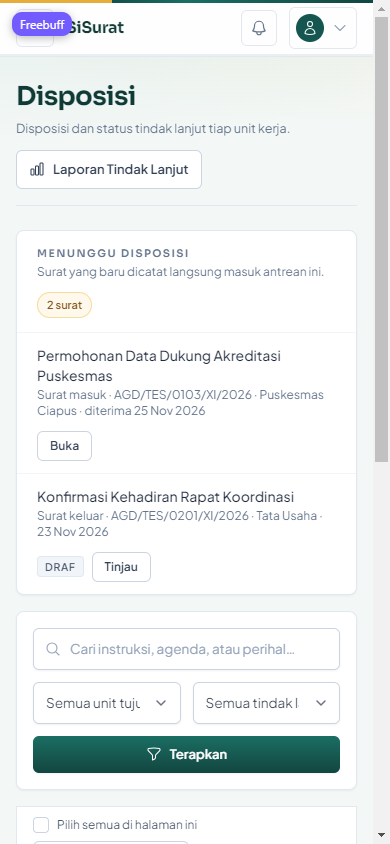 Freebuff
SiSurat
Disposisi
Disposisi dan status tindak lanjut tiap unit kerja.
Laporan Tindak Lanjut
MENUNGGU DISPOSISI
Surat yang baru dicatat langsung masuk antrean ini.
2 surat
Permohonan Data Dukung Akreditasi
Puskesmas
Surat masuk · AGD/TES/0103/XI/2026 · Puskesmas
Ciapus · diterima 25 Nov 2026
Buka
Konfirmasi Kehadiran Rapat Koordinasi
Surat keluar · AGD/TES/0201/XI/2026 · Tata Usaha ·
23 Nov 2026
DRAF
Tinjau
Cari instruksi, agenda, atau perihal...
Semua unit tuju
Semua tindak l
Terapkan
Pilih semua di halaman ini